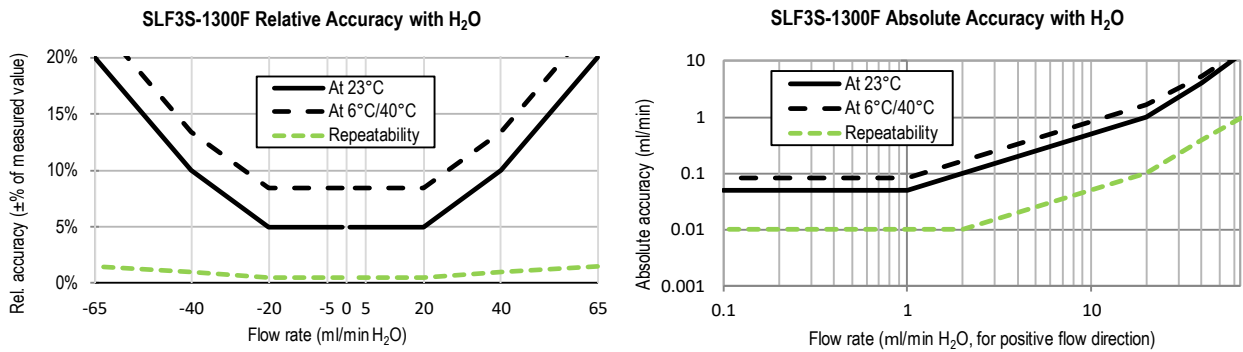 SLF3S-1300F Relative Accuracy with H₂O
Rel. accuracy (±% of measured value)
20%
15%
10%
5%
0%
At 23°C
At 6°C/40°C
Repeatability
-65 -40 -20 -5 0 5 20 40 65
Flow rate (ml/min H₂O)
SLF3S-1300F Absolute Accuracy with H₂O
Absolute accuracy (ml/min)
10
1
0.1
0.01
0.001
At 23°C
At 6°C/40°C
Repeatability
0.1 1 10
Flow rate (ml/min H₂O, for positive flow direction)